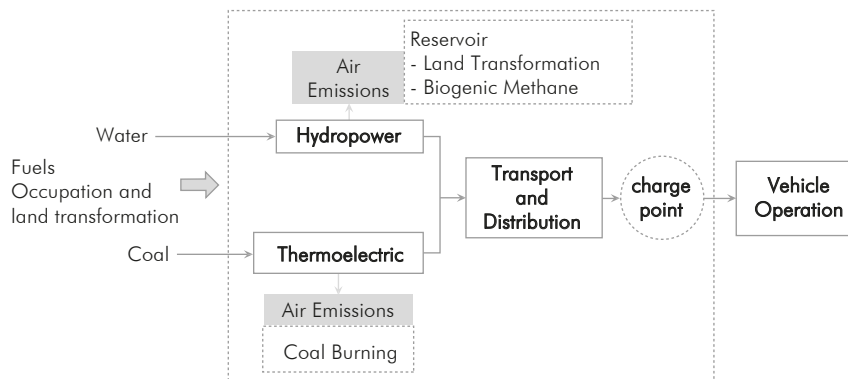 Reservoir
- Land Transformation
- Biogenic Methane
Air
Emissions
Water
Hydropower
Fuels
Occupation and
land transformation
Transport
and
Distribution
charge
point
Vehicle
Operation
Coal
Thermoelectric
Air Emissions
Coal Burning